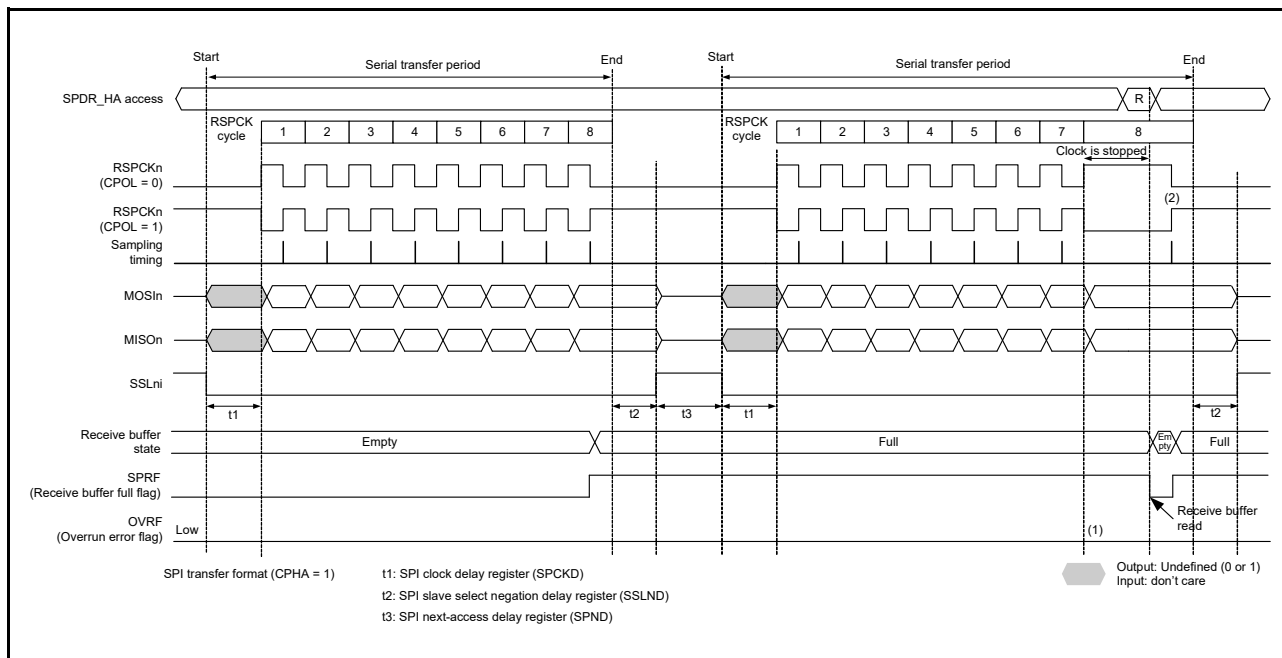 Start End Start End
Serial transfer period Serial transfer period
SPDR_HA access R
RSPCK cycle 1 2 3 4 5 6 7 8 RSPCK cycle 1 2 3 4 5 6 7 8
Clock is stopped
RSPCKn
(CPOL = 0)
(2)
RSPCKn
(CPOL = 1)
Sampling
timing
MOSIn
MISOn
SSLni
t1 t2 t3 t1 t2
Receive buffer
state
Empty Full Em
pty Full
SPRF
(Receive buffer full flag)
Receive buffer
read
OVRF
(Overrun error flag)
Low (1)
SPI transfer format (CPHA = 1) t1: SPI clock delay register (SPCKD)
t2: SPI slave select negation delay register (SSLND)
t3: SPI next-access delay register (SPND)
Output: Undefined (0 or 1)
Input: don't care